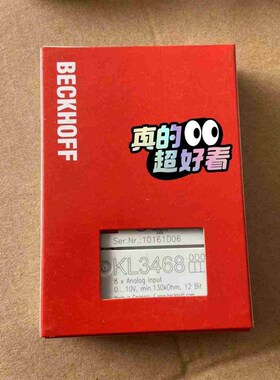 BECKHOFF
真的
超好看
Ser.Nr.: 10161006
KL3468
8 x Analog Input
0...10V, min.130kOhm, 12 Bit